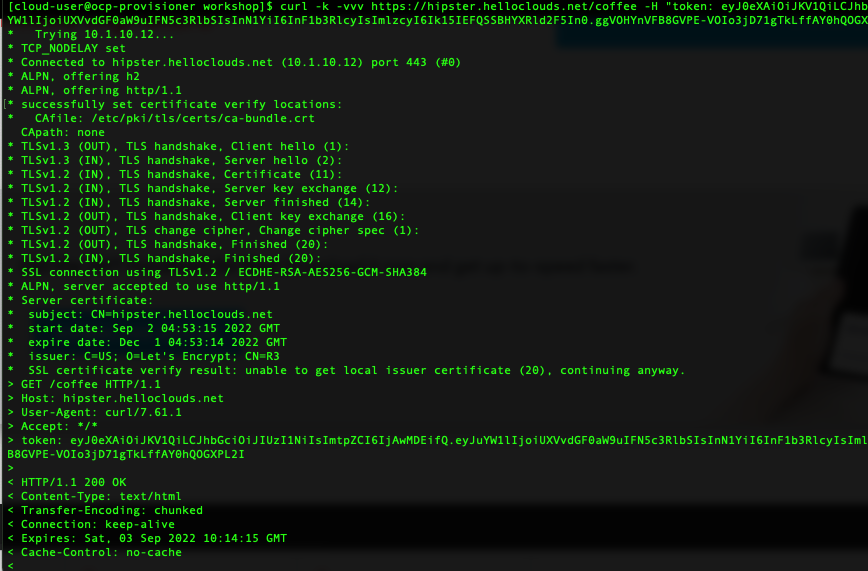 [cloud-user@ocp-provisioner workshop]$ curl -k -vvv https://hipster.helloclouds.net/coffee -H "token: eyJ0eXAiOiJKV1QiLCJhb
YW1lIjoiUXVvdGF0aW9uIFN5c3RlbSIsInN1YiI6InF1b3RlcyIsImlzcyI6Ik15IEFQSSBHYXRld2F5In0.ggVOHYnVFB8GVPE-VOIo3jD71gTkLffAY0hQOGX
*   Trying 10.1.10.12...
* TCP_NODELAY set
* Connected to hipster.helloclouds.net (10.1.10.12) port 443 (#0)
* ALPN, offering h2
* ALPN, offering http/1.1
* successfully set certificate verify locations:
*   CAfile: /etc/pki/tls/certs/ca-bundle.crt
  CApath: none
* TLSv1.3 (OUT), TLS handshake, Client hello (1):
* TLSv1.3 (IN), TLS handshake, Server hello (2):
* TLSv1.2 (IN), TLS handshake, Certificate (11):
* TLSv1.2 (IN), TLS handshake, Server key exchange (12):
* TLSv1.2 (IN), TLS handshake, Server finished (14):
* TLSv1.2 (OUT), TLS handshake, Client key exchange (16):
* TLSv1.2 (OUT), TLS change cipher, Change cipher spec (1):
* TLSv1.2 (OUT), TLS handshake, Finished (20):
* TLSv1.2 (IN), TLS handshake, Finished (20):
* SSL connection using TLSv1.2 / ECDHE-RSA-AES256-GCM-SHA384
* ALPN, server accepted to use http/1.1
* Server certificate:
*  subject: CN=hipster.helloclouds.net
*  start date: Sep  2 04:53:15 2022 GMT
*  expire date: Dec  1 04:53:14 2022 GMT
*  issuer: C=US; O=Let's Encrypt; CN=R3
*  SSL certificate verify result: unable to get local issuer certificate (20), continuing anyway.
> GET /coffee HTTP/1.1
> Host: hipster.helloclouds.net
> User-Agent: curl/7.61.1
> Accept: */*
> token: eyJ0eXAiOiJKV1QiLCJhbGciOiJIUzI1NiIsImtpZCI6IjAwMDEifQ.eyJuYW1lIjoiUXVvdGF0aW9uIFN5c3RlbSIsInN1YiI6InF1b3RlcyIsIml
B8GVPE-VOIo3jD71gTkLffAY0hQOGXPL2I
>
< HTTP/1.1 200 OK
< Content-Type: text/html
< Transfer-Encoding: chunked
< Connection: keep-alive
< Expires: Sat, 03 Sep 2022 10:14:15 GMT
< Cache-Control: no-cache
<